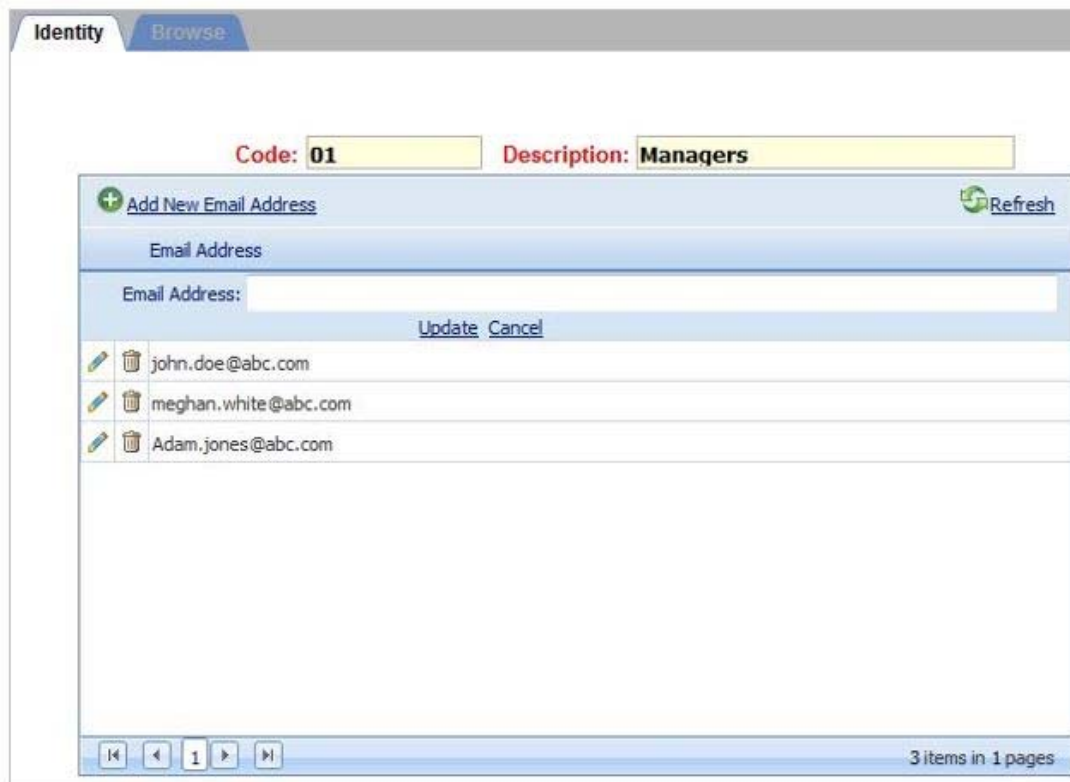 Identity Browse
Code: 01 Description: Managers
Add New Email Address Refresh
Email Address
Email Address:
Update Cancel
john.doe@abc.com
meghan.white@abc.com
Adam.jones@abc.com
1 3 items in 1 pages